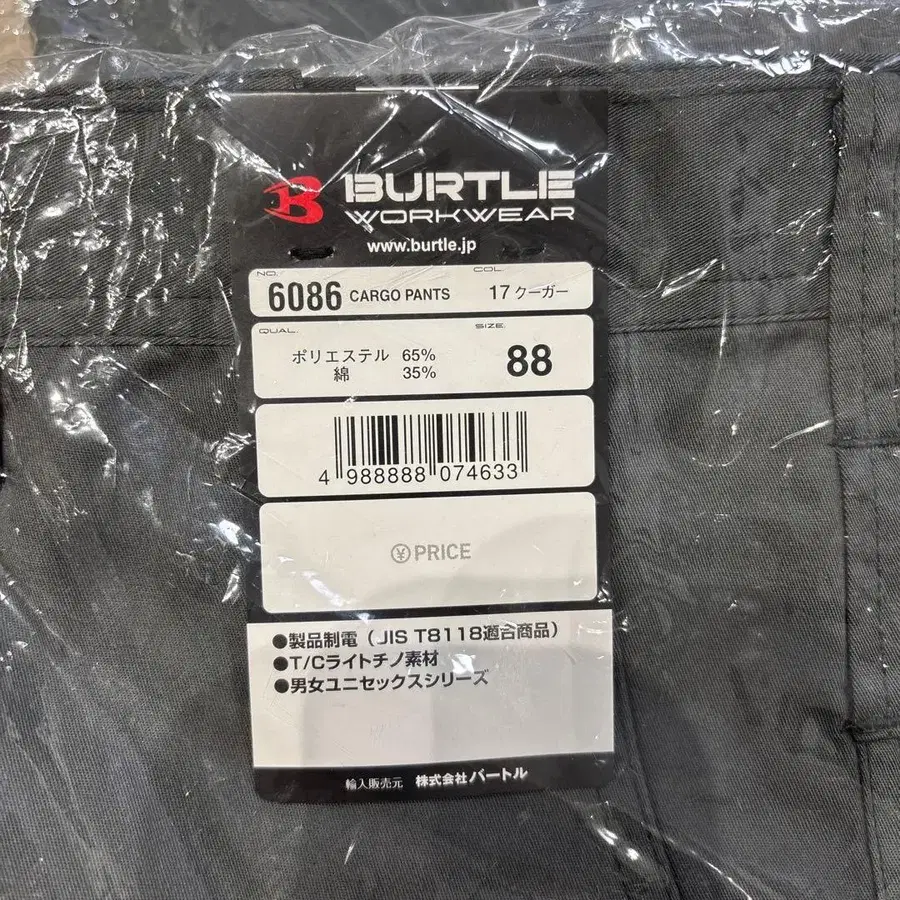 BURTLE
WORKWEAR
www.burtle.jp
NO. COL.
6086 CARGO PANTS 17 クーガー
QUAL. SIZE.
ポリエステル 65%
綿 35%
88
4 988888 074633
¥ PRICE
●製品制電（JIS T8118適合商品）
●T/Cライトチノ素材
●男女ユニセックスシリーズ
輸入販売元 株式会社バートル